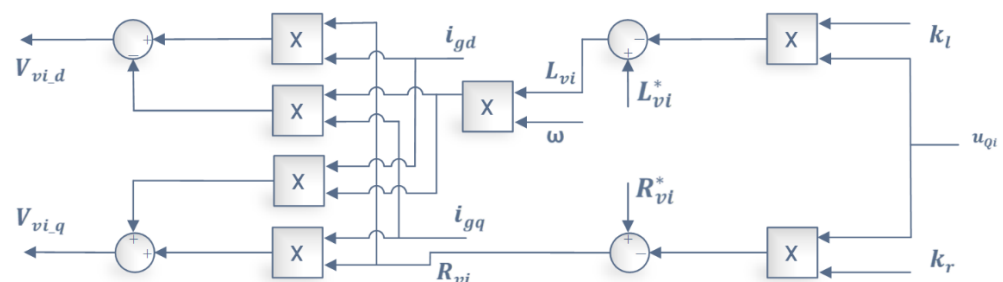 X
i_gd
X
k_l
V_vi_d
L_vi
X
X
L*_vi
ω
u_Qi
X
R*_vi
V_vi_q
i_gq
X
X
R_vi
k_r